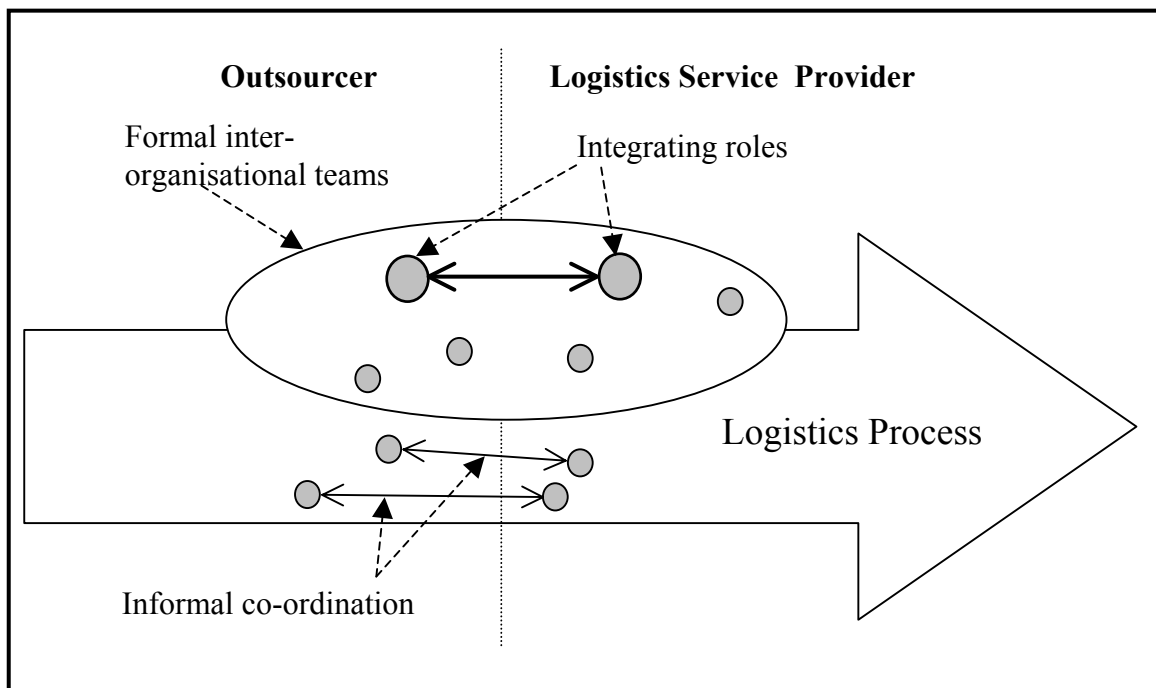 Outsourcer
Logistics Service Provider
Formal inter-
organisational teams
Integrating roles
Logistics Process
Informal co-ordination